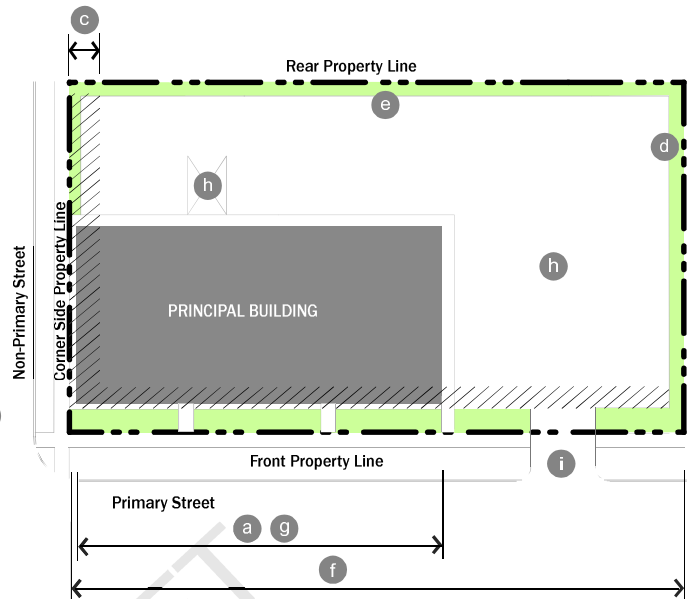 c
Rear Property Line
e
d
h
h
Non-Primary Street
Corner Side Property Line
PRINCIPAL BUILDING
Front Property Line
i
Primary Street
a g
f